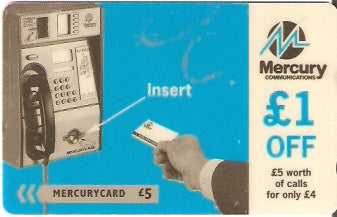 Insert
MERCURYCARD £5
Mercury
COMMUNICATIONS
£1
OFF
£5 worth
of calls
for only £4